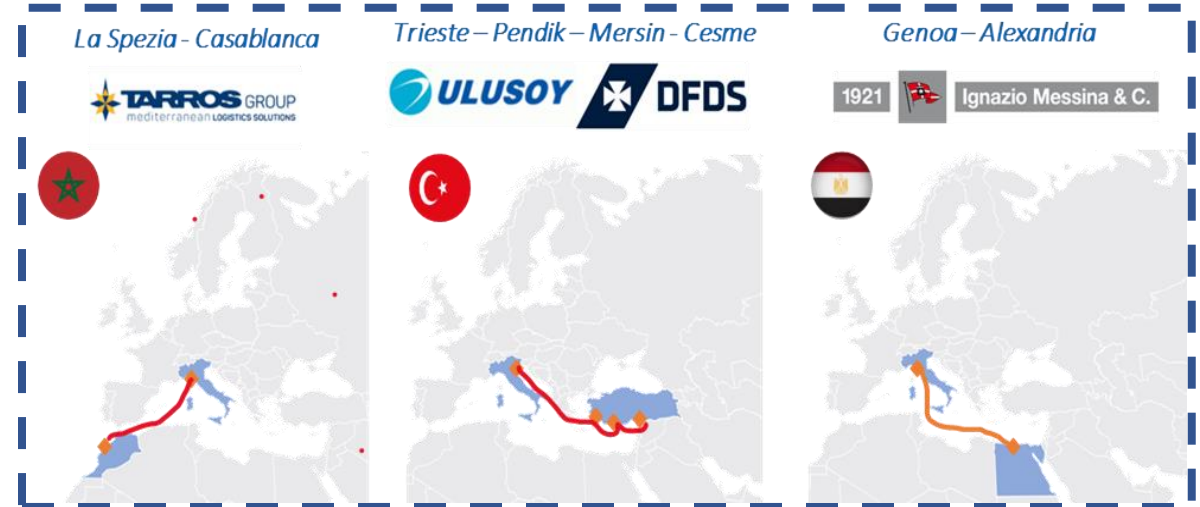 La Spezia - Casablanca
TARROS GROUP
mediterranean LOGISTICS SOLUTIONS
Trieste – Pendik – Mersin - Cesme
ULUSOY DFDS
Genoa – Alexandria
1921 Ignazio Messina & C.